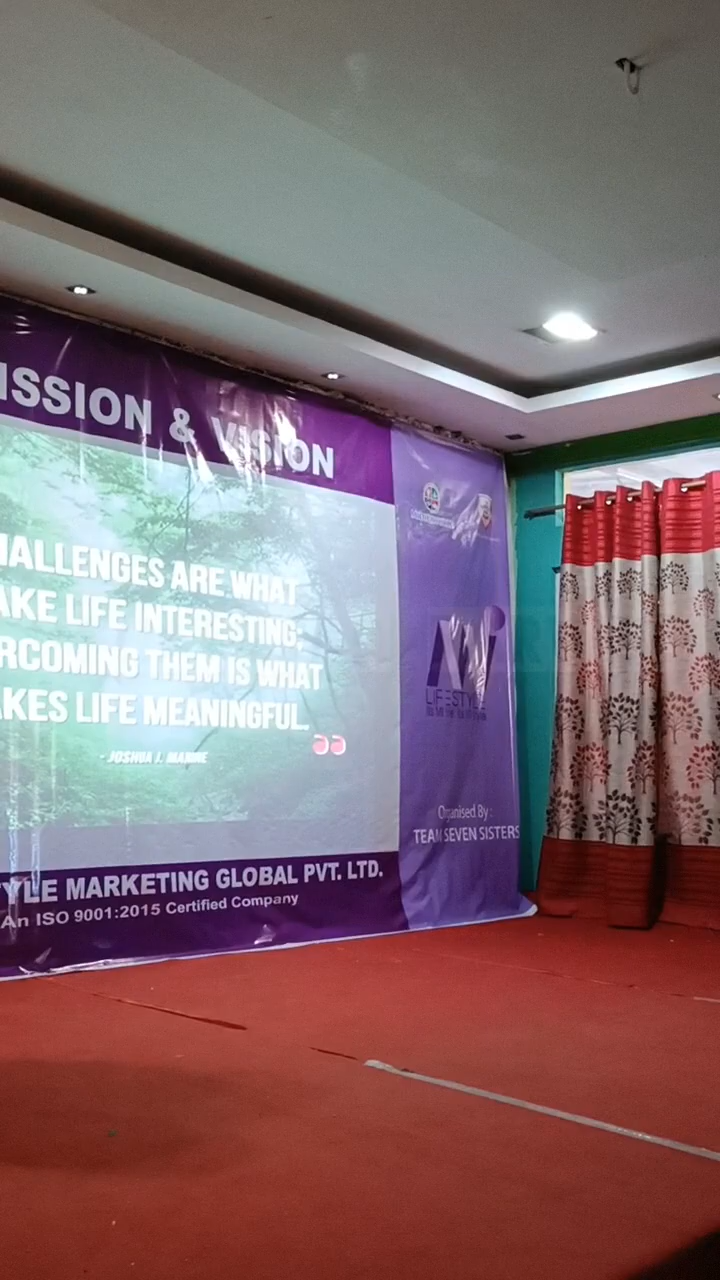 ISSION & VISION
HALLENGES ARE WHAT
AKE LIFE INTERESTING;
RCOMING THEM IS WHAT
AKES LIFE MEANINGFUL.
- JOSHUA J. MARINE
YLE MARKETING GLOBAL PVT. LTD.
An ISO 9001:2015 Certified Company
LIFESTYLE
Organised By :
TEAM SEVEN SISTERS